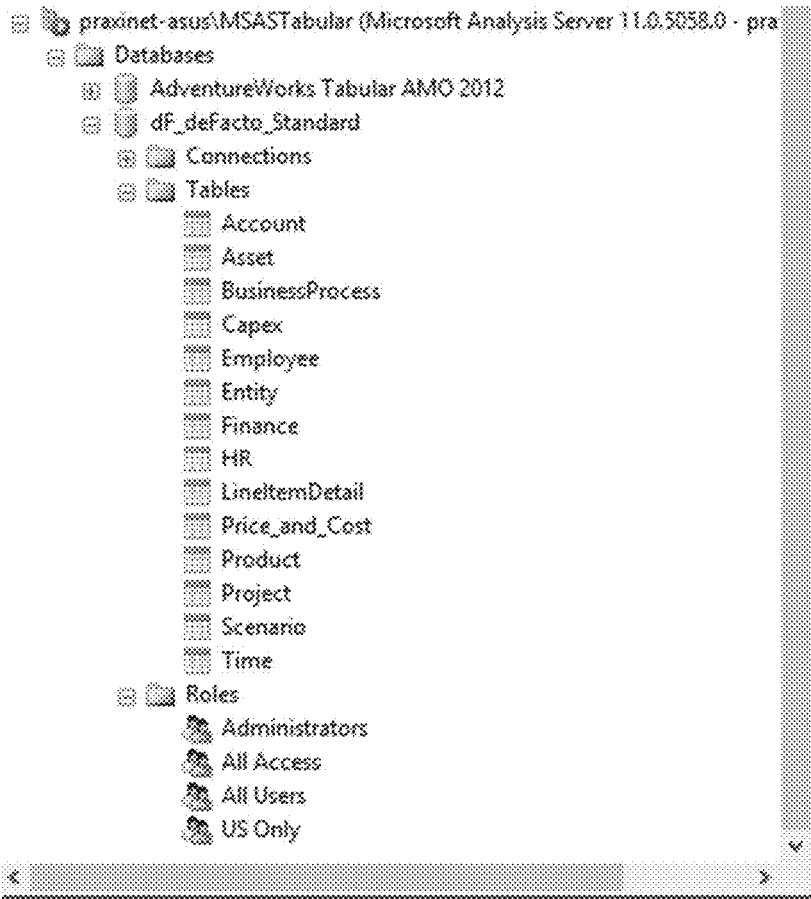 praxinet-asus\MSASTabular (Microsoft Analysis Server 11.0.5058.0 - pra
Databases
AdventureWorks Tabular AMO 2012
dF_deFacto_Standard
Connections
Tables
Account
Asset
BusinessProcess
Capex
Employee
Entity
Finance
HR
LineItemDetail
Price_and_Cost
Product
Project
Scenario
Time
Roles
Administrators
All Access
All Users
US Only